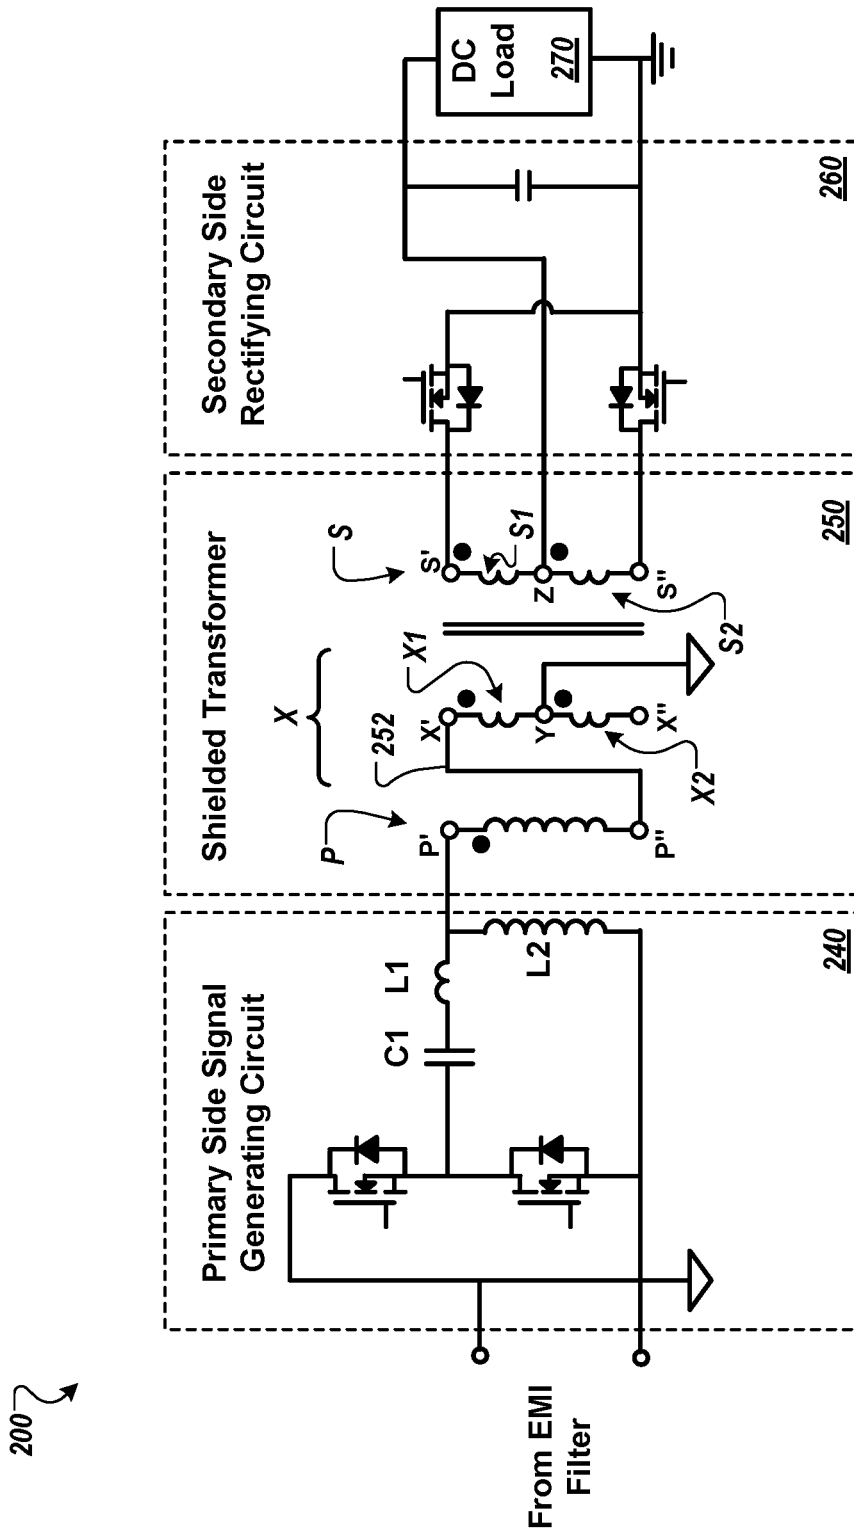 200
From EMI
Filter
Primary Side Signal
Generating Circuit
C1
L1
L2
240
Shielded Transformer
P
P'
P"
252
X
X'
X1
Y
X2
X"
S
S'
S1
Z
S2
S"
250
Secondary Side
Rectifying Circuit
260
DC
Load
270